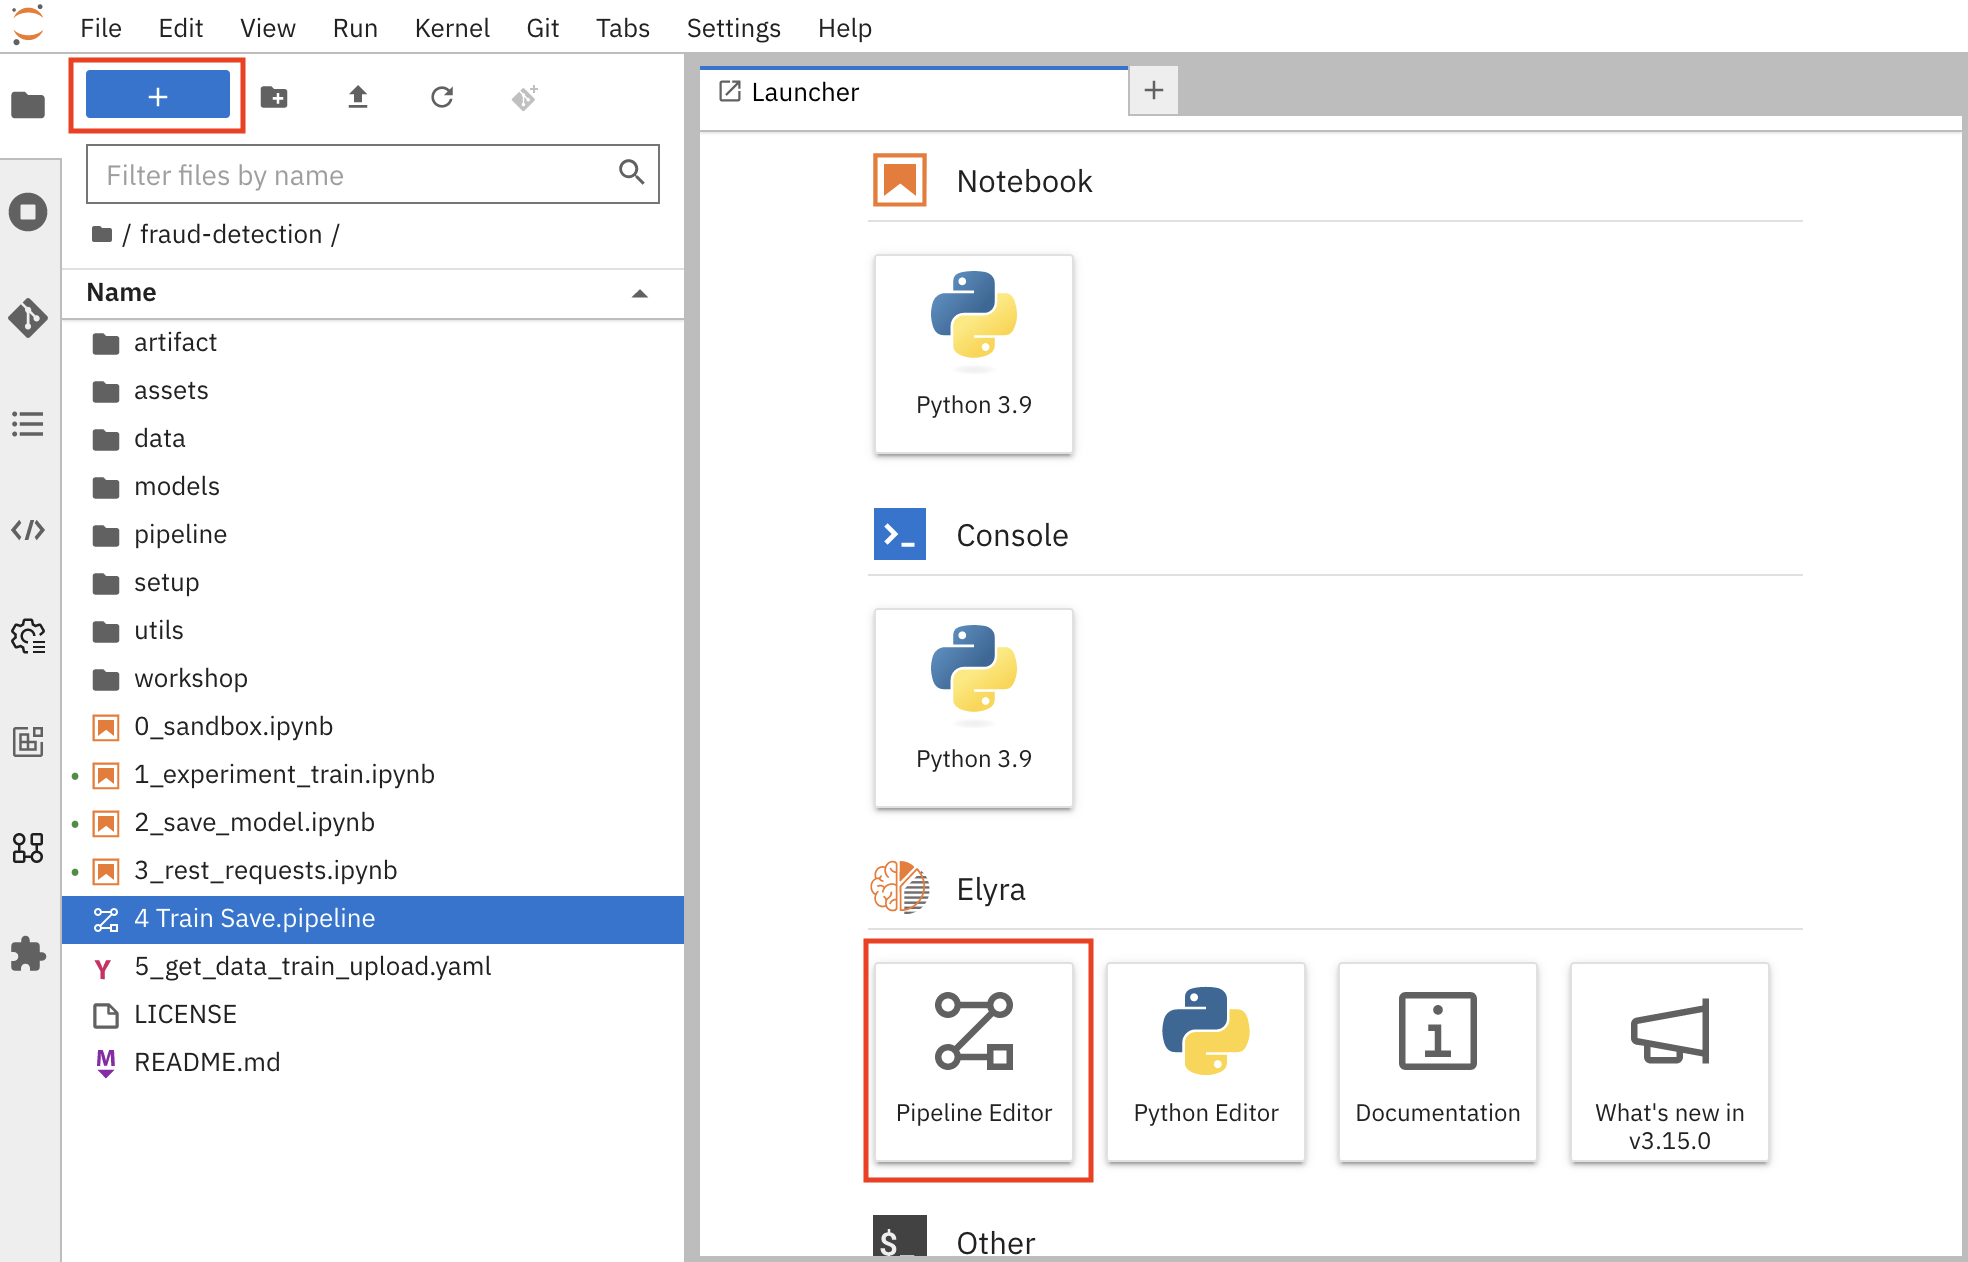 File Edit View Run Kernel Git Tabs Settings Help
Launcher
Filter files by name
/ fraud-detection /
Name
artifact
assets
data
models
pipeline
setup
utils
workshop
0_sandbox.ipynb
1_experiment_train.ipynb
2_save_model.ipynb
3_rest_requests.ipynb
4 Train Save.pipeline
5_get_data_train_upload.yaml
LICENSE
README.md
Notebook
Python 3.9
Console
Python 3.9
Elyra
Pipeline Editor
Python Editor
Documentation
What's new in
v3.15.0
Other